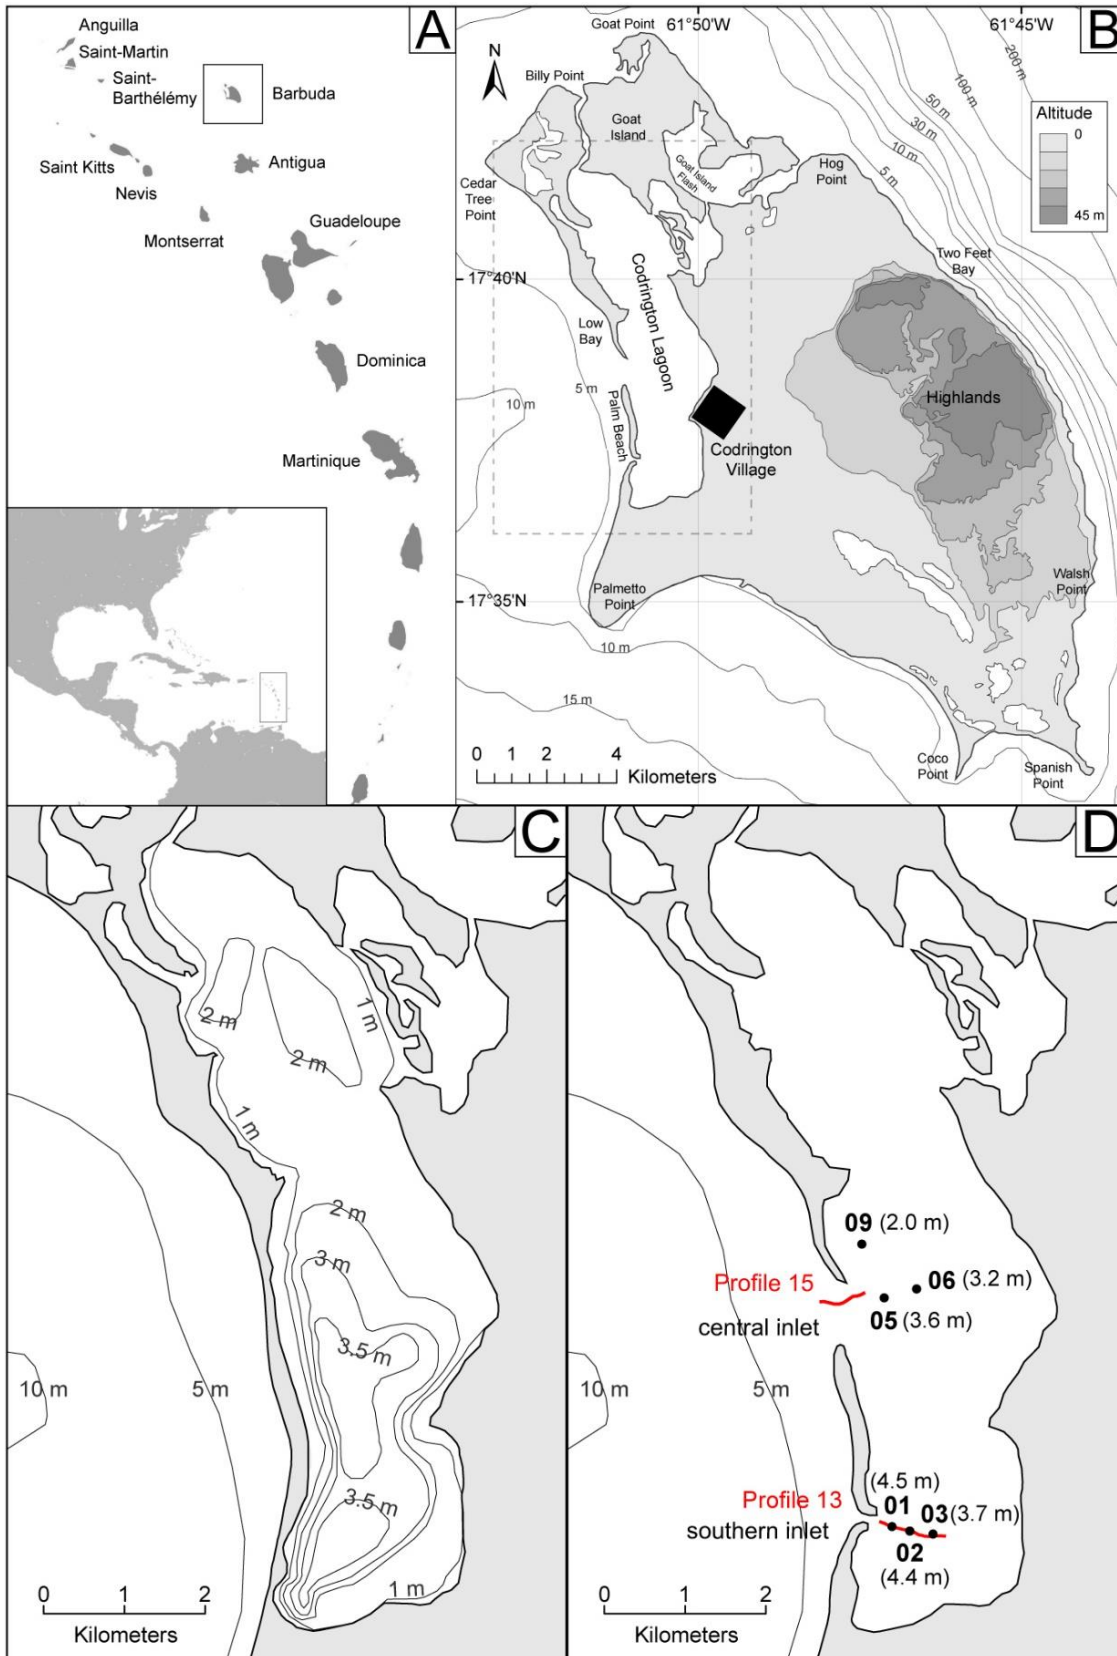 A
Anguilla
Saint-Martin
Saint-
Barthélémy
Barbuda
Saint Kitts
Nevis
Antigua
Montserrat
Guadeloupe
Dominica
Martinique
B
61°50'W
61°45'W
N
Goat Point
Billy Point
Goat
Island
Goat Island
Flash
Cedar
Tree
Point
Hog
Point
200 m
100 m
50 m
30 m
10 m
5 m
Altitude
0
45 m
Two Feet
Bay
17°40'N
Codrington Lagoon
Low
Bay
5 m
10 m
Palm Beach
Highlands
Codrington
Village
Walsh
Point
17°35'N
Palmetto
Point
10 m
15 m
0 1 2 4
Kilometers
Coco
Point
Spanish
Point
C
2 m
2 m
1 m
1 m
2 m
3 m
3.5 m
10 m
5 m
3.5 m
1 m
0 1 2
Kilometers
D
09 (2.0 m)
Profile 15
06 (3.2 m)
05 (3.6 m)
central inlet
10 m
5 m
(4.5 m)
Profile 13
01
03 (3.7 m)
southern inlet
02
(4.4 m)
0 1 2
Kilometers